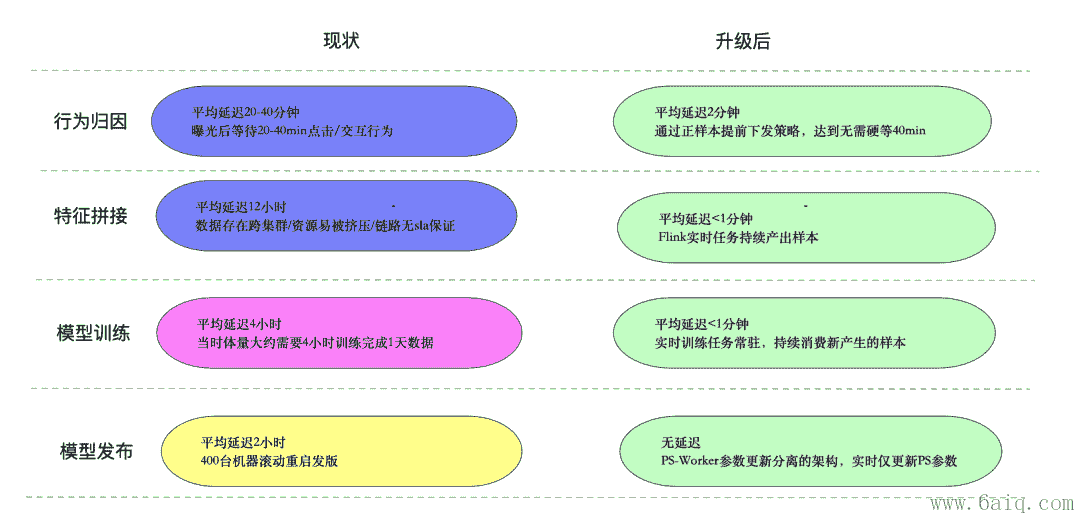 现状
升级后
行为归因
平均延迟20-40分钟
曝光后等待20-40min点击/交互行为
平均延迟2分钟
通过正样本提前下发策略，达到无需硬等40min
特征拼接
平均延迟12小时
数据存在跨集群/资源易被挤压/链路无sla保证
平均延迟<1分钟
Flink实时任务持续产出样本
模型训练
平均延迟4小时
当时体量大约需要4小时训练完成1天数据
平均延迟<1分钟
实时训练任务常驻，持续消费新产生的样本
模型发布
平均延迟2小时
400台机器滚动重启发版
无延迟
PS-Worker参数更新分离的架构，实时仅更新PS参数
www.6aiq.com